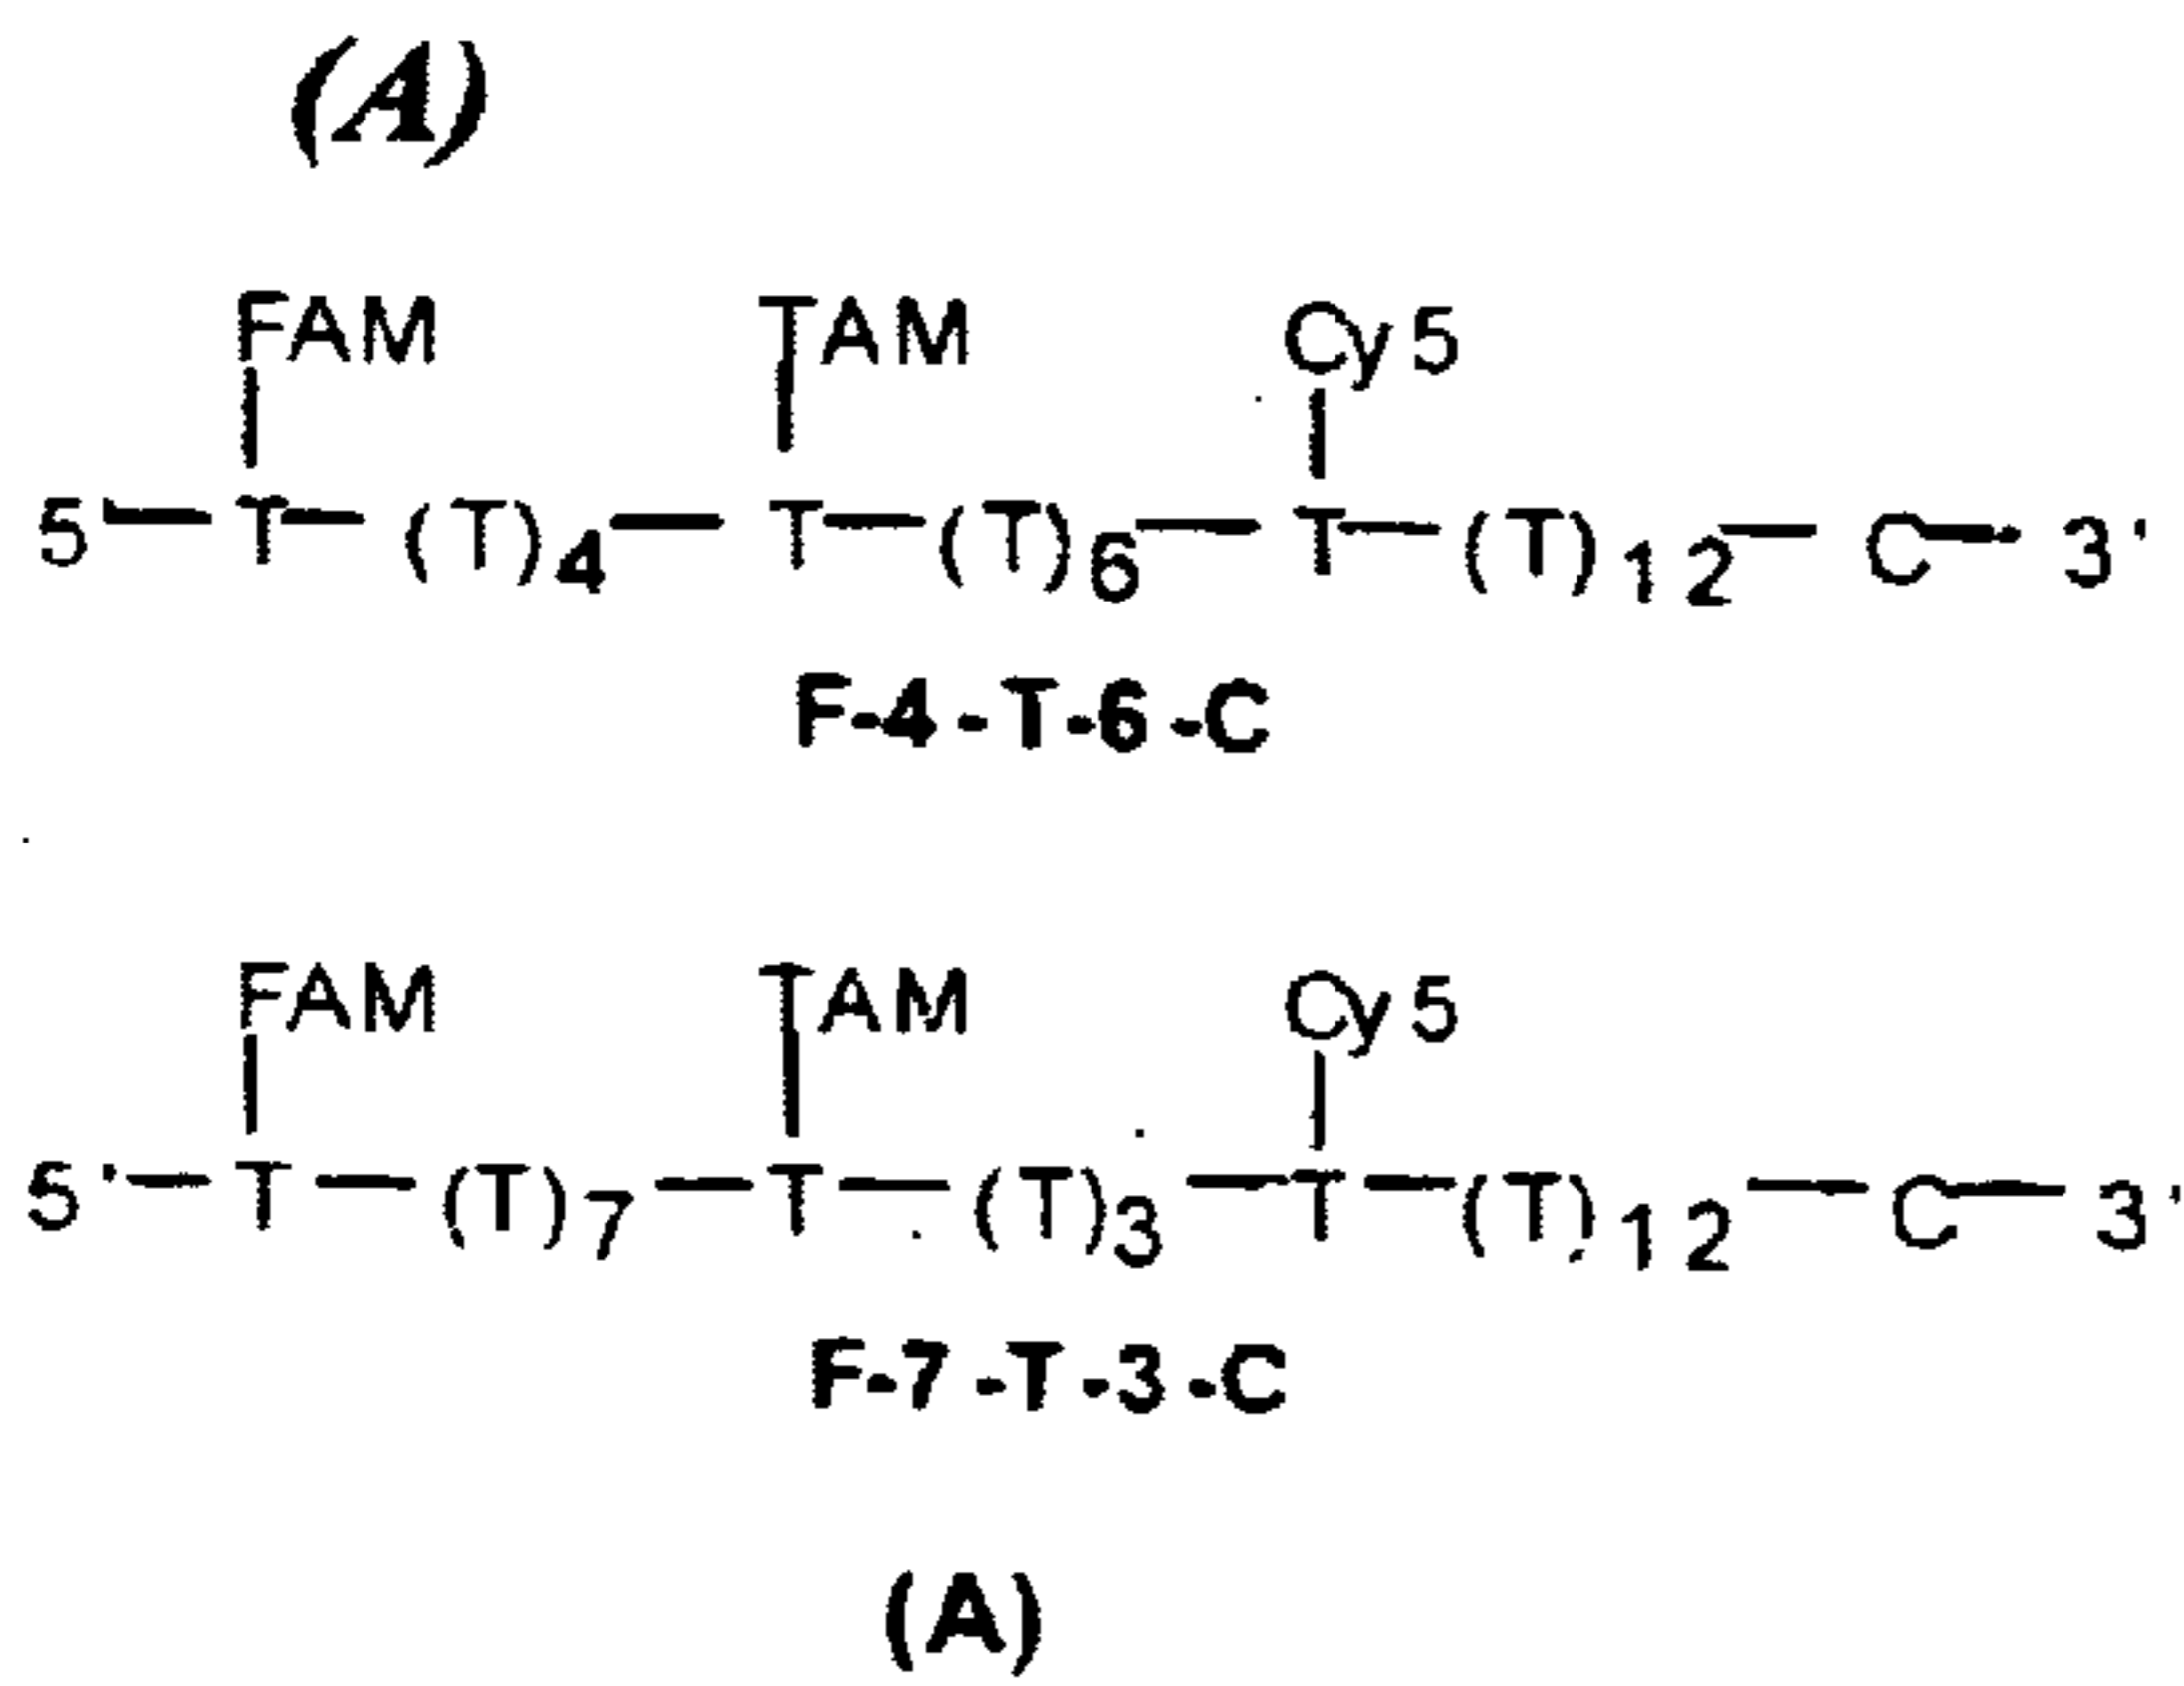 (A)
FAM TAM Cy5
5'—T—(T)4—T—(T)6—T—(T)12—C—3'
F-4-T-6-C
FAM TAM Cy5
5'—T—(T)7—T—(T)3—T—(T)12—C—3'
F-7-T-3-C
(A)